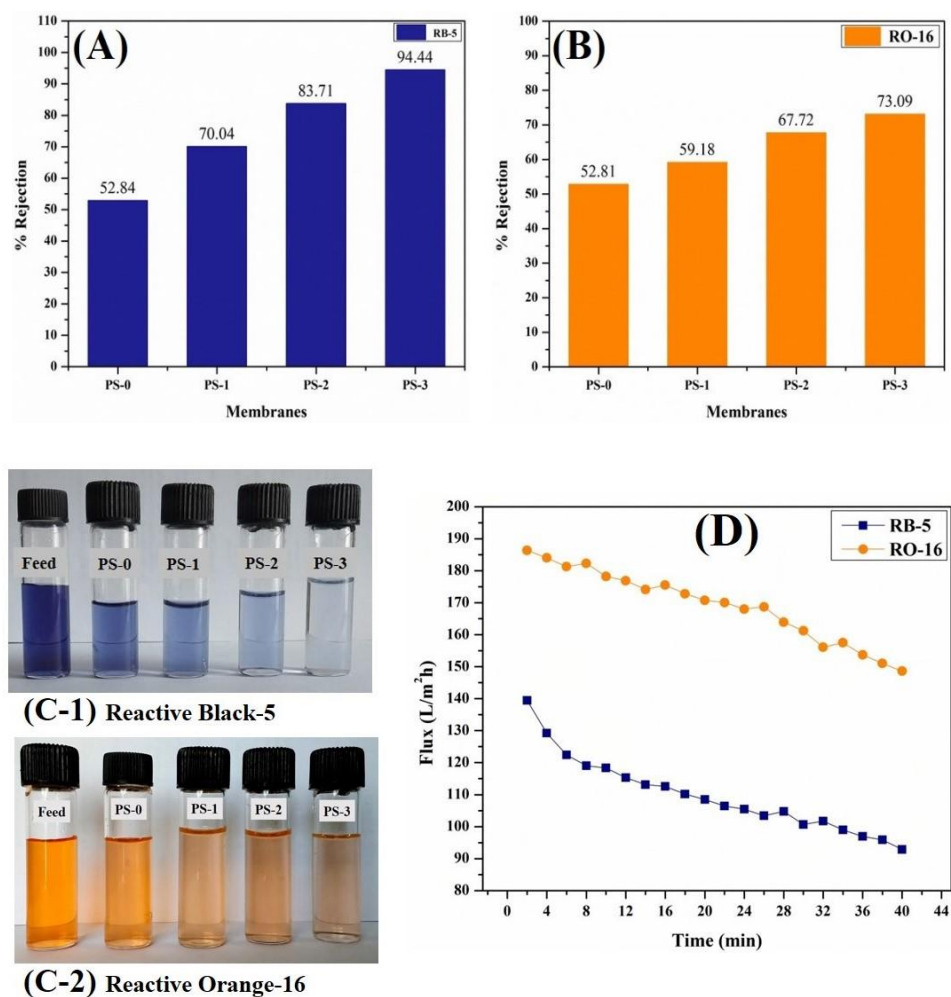 (A)
RB-5
110
100
90
80
70
60
50
40
30
20
10
0
% Rejection
52.84
70.04
83.71
94.44
PS-0 PS-1 PS-2 PS-3
Membranes
(B)
RO-16
100
90
80
70
60
50
40
30
20
10
0
% Rejection
52.81
59.18
67.72
73.09
PS-0 PS-1 PS-2 PS-3
Membranes
Feed PS-0 PS-1 PS-2 PS-3
(C-1) Reactive Black-5
Feed PS-0 PS-1 PS-2 PS-3
(C-2) Reactive Orange-16
(D)
RB-5
RO-16
200
190
180
170
160
150
140
130
120
110
100
90
80
Flux (L/m²h)
0 4 8 12 16 20 24 28 32 36 40 44
Time (min)